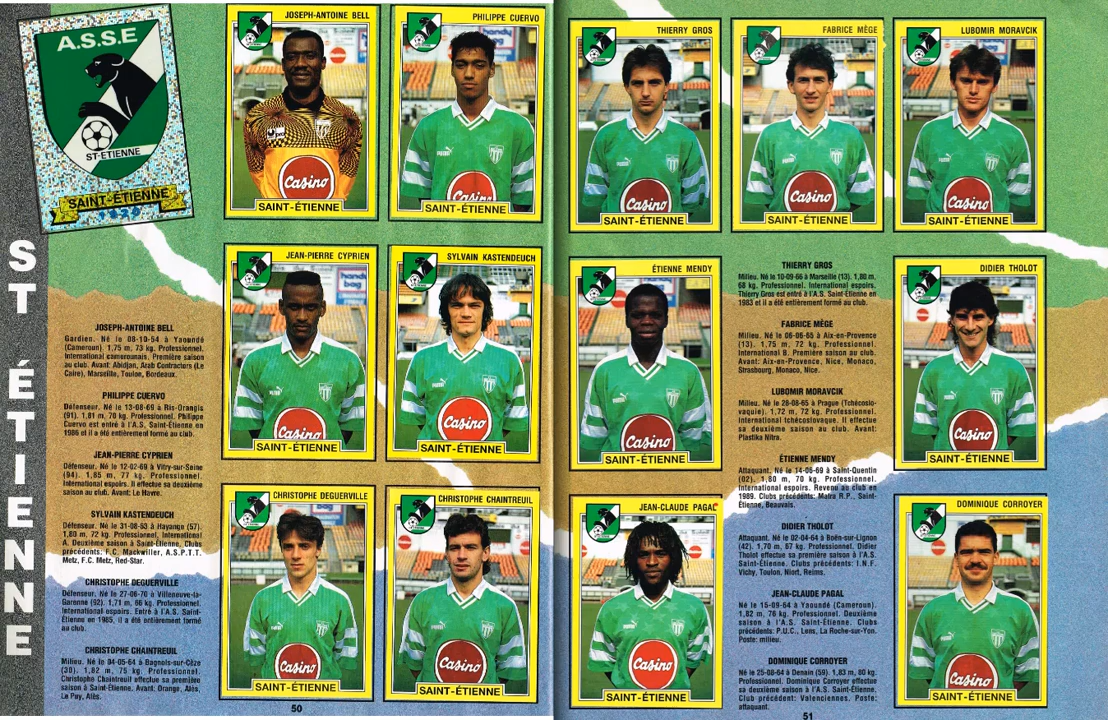 A.S.S.E
ST-ETIENNE
SAINT-ÉTIENNE
1920
ST ÉTIENNE
JOSEPH-ANTOINE BELL
Casino
SAINT-ÉTIENNE
PHILIPPE CUERVO
Casino
SAINT-ÉTIENNE
JEAN-PIERRE CYPRIEN
Casino
SAINT-ÉTIENNE
SYLVAIN KASTENDEUCH
Casino
SAINT-ÉTIENNE
CHRISTOPHE DEGUERVILLE
Casino
SAINT-ÉTIENNE
CHRISTOPHE CHAINTREUIL
Casino
SAINT-ÉTIENNE
JOSEPH-ANTOINE BELL
Gardien. Né le 08-10-54 à Yaoundé
(Cameroun). 1,75 m, 73 kg. Professionnel.
International camerounais. Première saison
au club. Avant: Abidjan, Arab Contractors (Le
Caire), Marseille, Toulon, Bordeaux.
PHILIPPE CUERVO
Défenseur. Né le 13-08-69 à Ris-Orangis
(91). 1,81 m, 70 kg. Professionnel. Philippe
Cuervo est entré à l'A.S. Saint-Étienne en
1986 et il a été entièrement formé au club.
JEAN-PIERRE CYPRIEN
Défenseur. Né le 12-02-69 à Vitry-sur-Seine
(94). 1,85 m, 77 kg. Professionnel.
International espoirs. Il effectue sa deuxième
saison au club. Avant: Le Havre.
SYLVAIN KASTENDEUCH
Défenseur. Né le 31-08-63 à Hayange (57).
1,80 m, 72 kg. Professionnel. International
A. Deuxième saison à Saint-Étienne. Clubs
précédents: F.C. Mackwiller, A.S.P.T.T.
Metz, F.C. Metz, Red-Star.
CHRISTOPHE DEGUERVILLE
Défenseur. Né le 27-06-70 à Villeneuve-la-
Garenne (92). 1,71 m, 66 kg. Professionnel.
International espoirs. Entré à l'A.S. Saint-
Étienne en 1985, il a été entièrement formé
au club.
CHRISTOPHE CHAINTREUIL
Milieu. Né le 04-05-64 à Bagnols-sur-Cèze
(30). 1,82 m, 75 kg. Professionnel.
Christophe Chaintreuil effectue sa première
saison à Saint-Étienne. Avant: Orange, Alès,
Le Puy, Alès.
50
THIERRY GROS
Casino
SAINT-ÉTIENNE
FABRICE MÈGE
Casino
SAINT-ÉTIENNE
LUBOMIR MORAVCIK
Casino
SAINT-ÉTIENNE
ÉTIENNE MENDY
Casino
SAINT-ÉTIENNE
DIDIER THOLOT
Casino
SAINT-ÉTIENNE
JEAN-CLAUDE PAGAL
Casino
SAINT-ÉTIENNE
DOMINIQUE CORROYER
Casino
SAINT-ÉTIENNE
THIERRY GROS
Milieu. Né le 10-09-66 à Marseille (13). 1,80 m,
68 kg. Professionnel. International espoirs.
Thierry Gros est entré à l'A.S. Saint-Étienne en
1983 et il a été entièrement formé au club.
FABRICE MÈGE
Milieu. Né le 06-06-65 à Aix-en-Provence
(13). 1,75 m, 72 kg. Professionnel.
International B. Première saison au club.
Avant: Aix-en-Provence, Nice, Monaco,
Strasbourg, Monaco, Nice.
LUBOMIR MORAVCIK
Milieu. Né le 28-08-65 à Prague (Tchécoslo-
vaquie). 1,72 m, 72 kg. Professionnel.
International tchécoslovaque. Il effectue
sa deuxième saison au club. Avant:
Plastika Nitra.
ÉTIENNE MENDY
Attaquant. Né le 14-05-69 à Saint-Quentin
(02). 1,80 m, 70 kg. Professionnel.
International espoirs. Revenu au club en
1989. Clubs précédents: Matra R.P., Saint-
Étienne, Beauvais.
DIDIER THOLOT
Attaquant. Né le 02-04-64 à Boën-sur-Lignon
(42). 1,70 m, 67 kg. Professionnel. Didier
Tholot effectue sa première saison à l'A.S.
Saint-Étienne. Clubs précédents: I.N.F.
Vichy, Toulon, Niort, Reims.
JEAN-CLAUDE PAGAL
Né le 15-09-64 à Yaoundé (Cameroun).
1,82 m, 76 kg. Professionnel. Deuxième
saison à l'A.S. Saint-Étienne. Clubs
précédents: P.U.C., Lens, La Roche-sur-Yon.
Poste: milieu.
DOMINIQUE CORROYER
Né le 25-08-64 à Denain (59). 1,83 m, 80 kg.
Professionnel. Dominique Corroyer effectue
sa deuxième saison à Saint-Étienne.
Club précédent: Valenciennes. Poste:
attaquant.
51